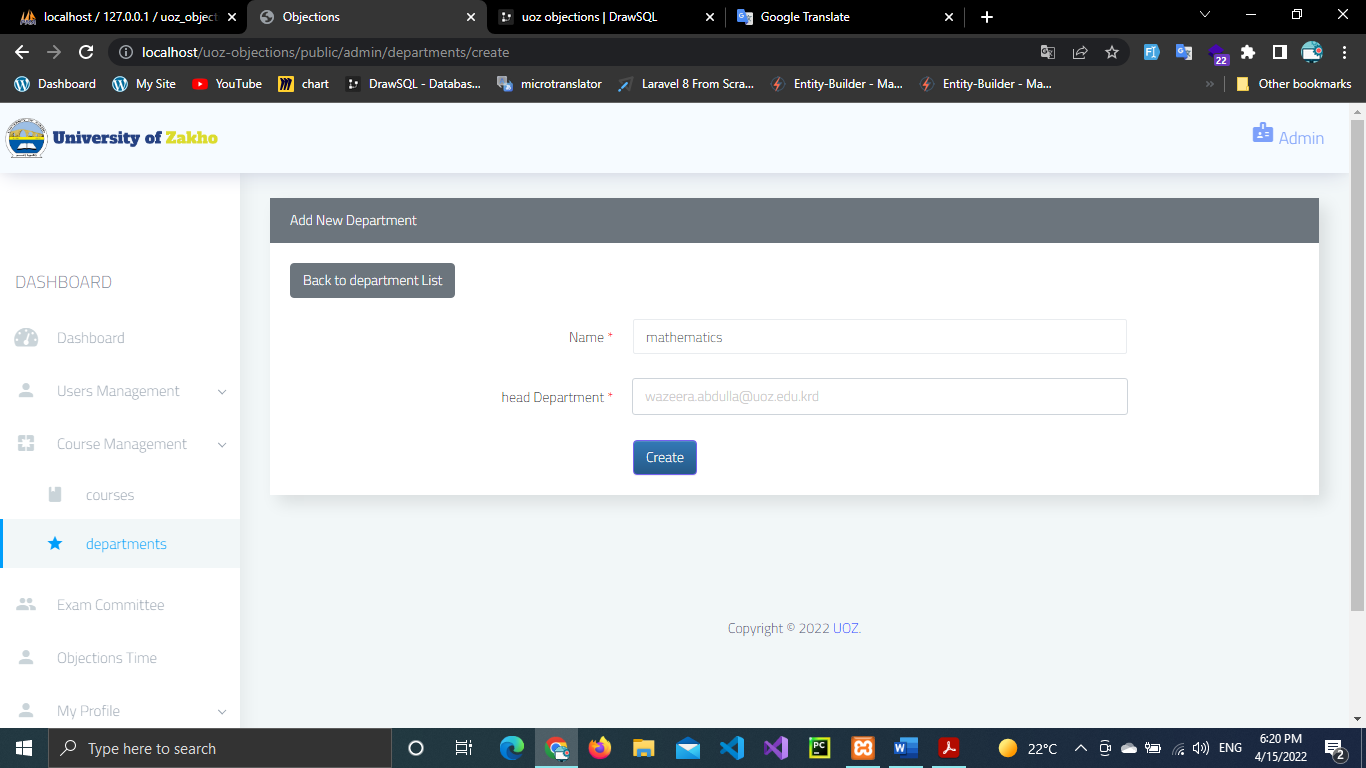 localhost / 127.0.0.1 / uoz_object
Objections
uoz objections | DrawSQL
Google Translate
localhost/uoz-objections/public/admin/departments/create
22
Dashboard
My Site
YouTube
chart
DrawSQL - Databas...
microtranslator
Laravel 8 From Scra...
Entity-Builder - Ma...
Entity-Builder - Ma...
»
Other bookmarks
University of Zakho
Admin
DASHBOARD
Dashboard
Users Management
Course Management
courses
departments
Exam Committee
Objections Time
My Profile
Add New Department
Back to department List
Name *
mathematics
head Department *
wazeera.abdulla@uoz.edu.krd
Create
Copyright © 2022 UOZ.
Type here to search
PC
22°C
ENG
6:20 PM
4/15/2022
2